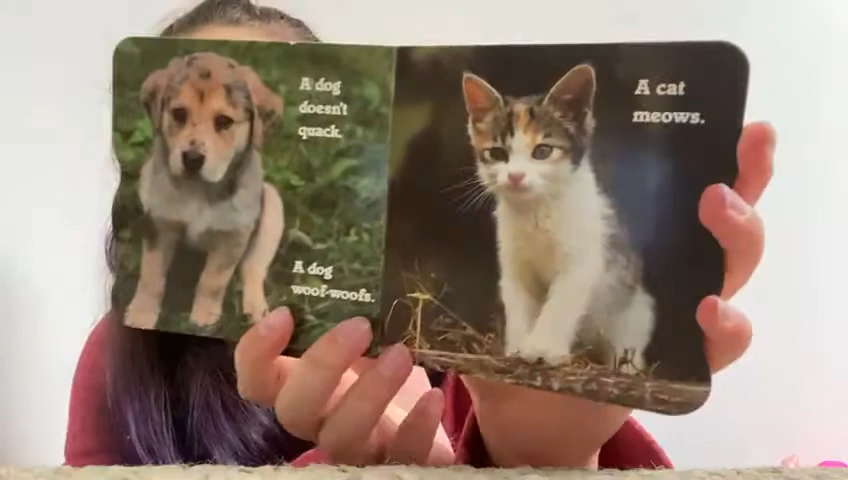 A dog
doesn't
quack.
A dog
woof-woofs.
A cat
meows.